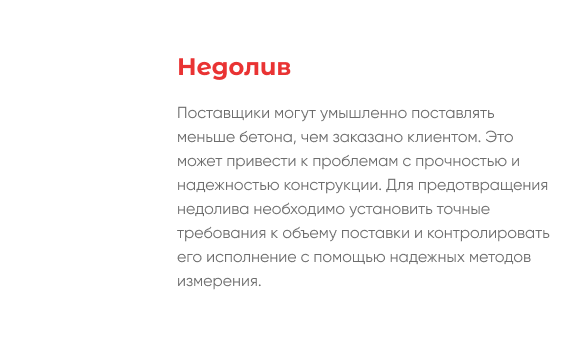 Недолив
Поставщики могут умышленно поставлять
меньше бетона, чем заказано клиентом. Это
может привести к проблемам с прочностью и
надежностью конструкции. Для предотвращения
недолива необходимо установить точные
требования к объему поставки и контролировать
его исполнение с помощью надежных методов
измерения.